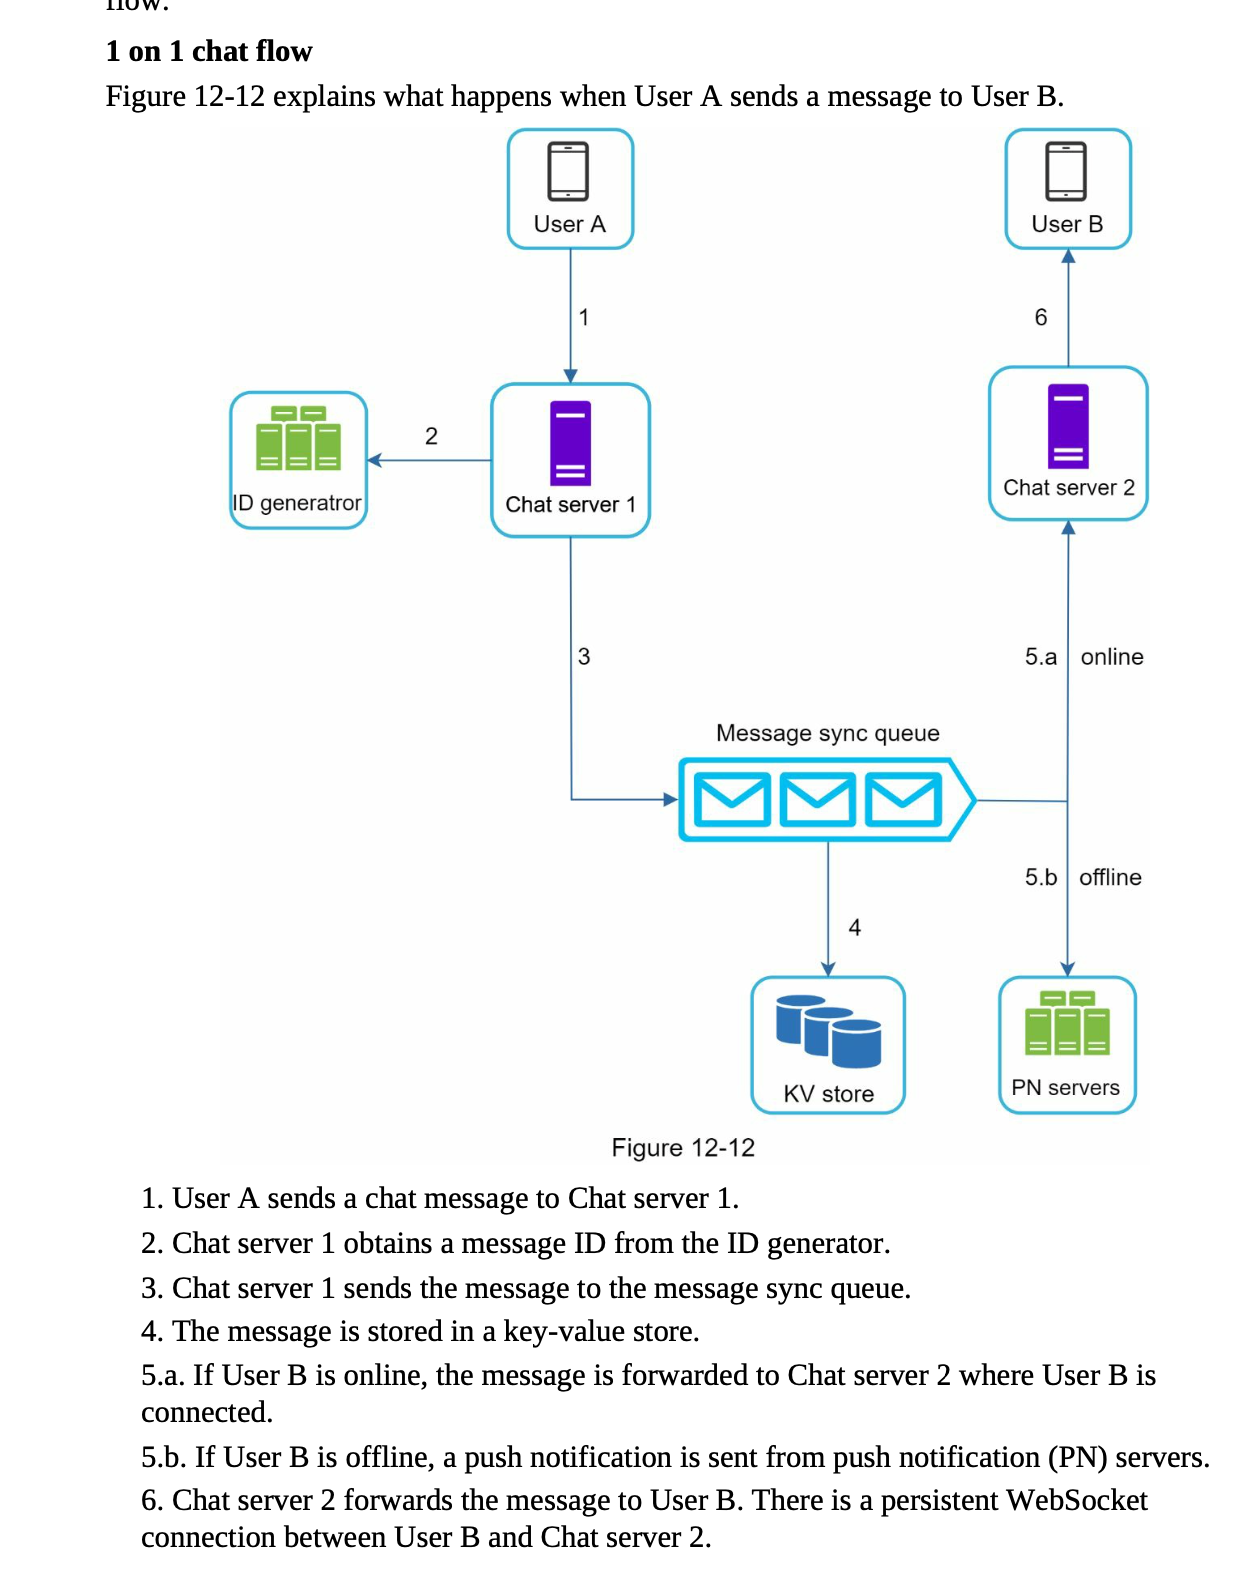 flow.
1 on 1 chat flow
Figure 12-12 explains what happens when User A sends a message to User B.
User A
User B
1
6
2
ID generatror
Chat server 1
Chat server 2
3
5.a online
Message sync queue
5.b offline
4
KV store
PN servers
Figure 12-12
1. User A sends a chat message to Chat server 1.
2. Chat server 1 obtains a message ID from the ID generator.
3. Chat server 1 sends the message to the message sync queue.
4. The message is stored in a key-value store.
5.a. If User B is online, the message is forwarded to Chat server 2 where User B is
connected.
5.b. If User B is offline, a push notification is sent from push notification (PN) servers.
6. Chat server 2 forwards the message to User B. There is a persistent WebSocket
connection between User B and Chat server 2.